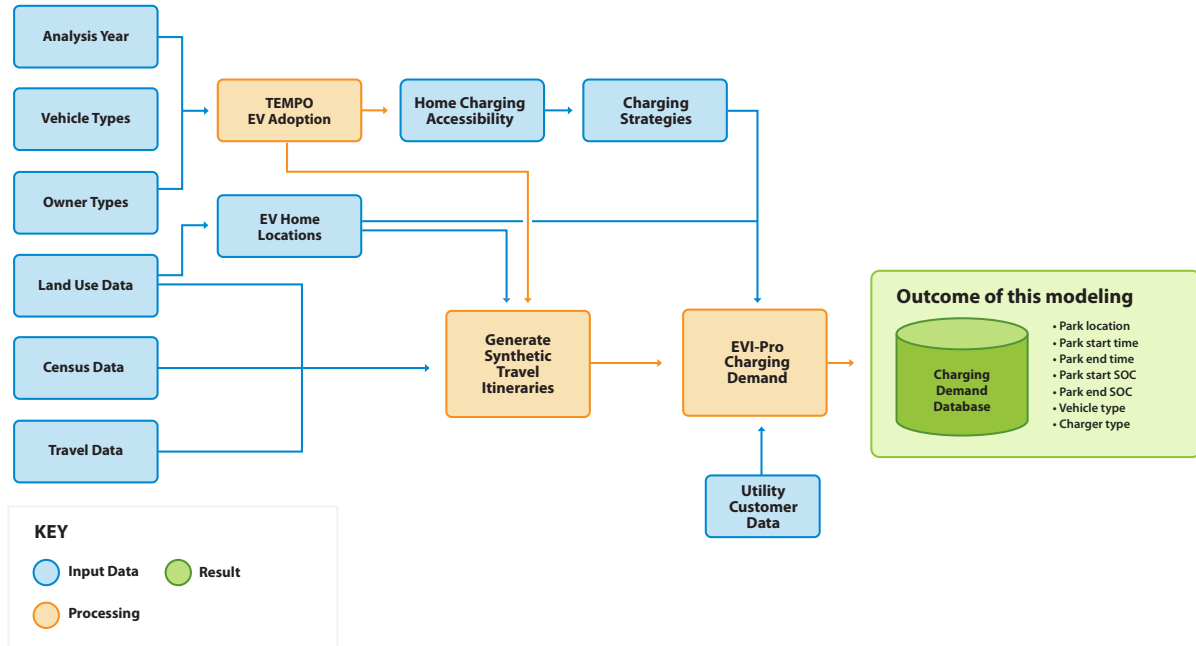 Analysis Year
Vehicle Types
Owner Types
Land Use Data
Census Data
Travel Data
TEMPO
EV Adoption
Home Charging
Accessibility
Charging
Strategies
EV Home
Locations
Generate
Synthetic
Travel
Itineraries
EVI-Pro
Charging
Demand
Utility
Customer
Data
Outcome of this modeling
Charging
Demand
Database
• Park location
• Park start time
• Park end time
• Park start SOC
• Park end SOC
• Vehicle type
• Charger type
KEY
Input Data
Result
Processing